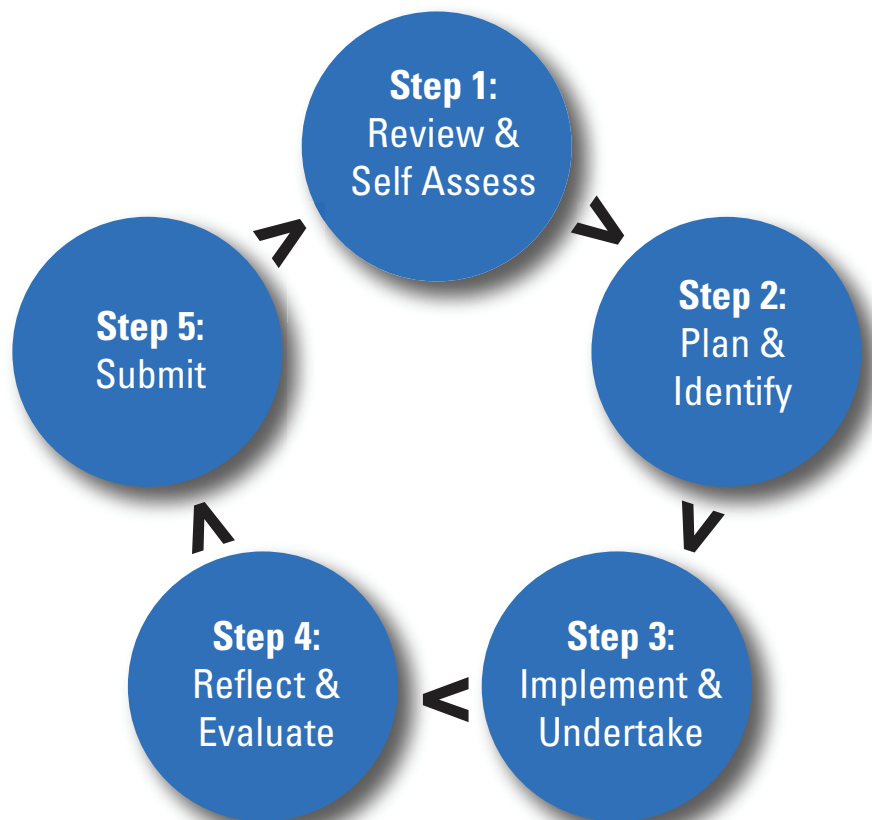 Step 1:
Review &
Self Assess
Step 2:
Plan &
Identify
Step 3:
Implement &
Undertake
Step 4:
Reflect &
Evaluate
Step 5:
Submit